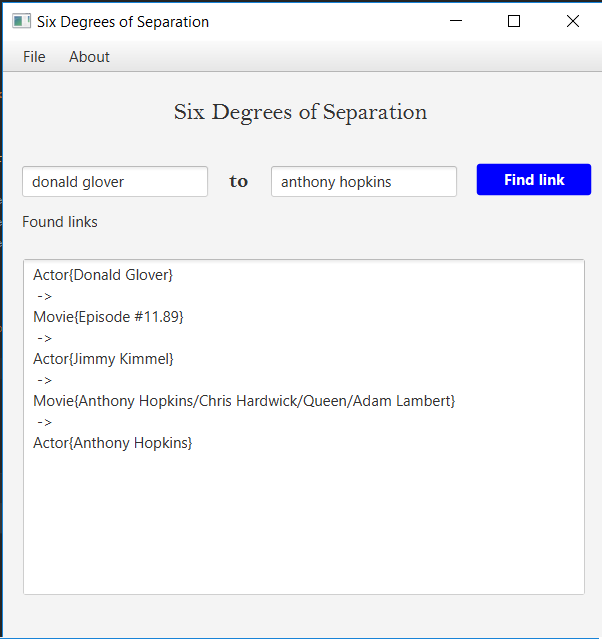 Six Degrees of Separation
File About
Six Degrees of Separation
donald glover to anthony hopkins Find link
Found links
Actor{Donald Glover}
->
Movie{Episode #11.89}
->
Actor{Jimmy Kimmel}
->
Movie{Anthony Hopkins/Chris Hardwick/Queen/Adam Lambert}
->
Actor{Anthony Hopkins}